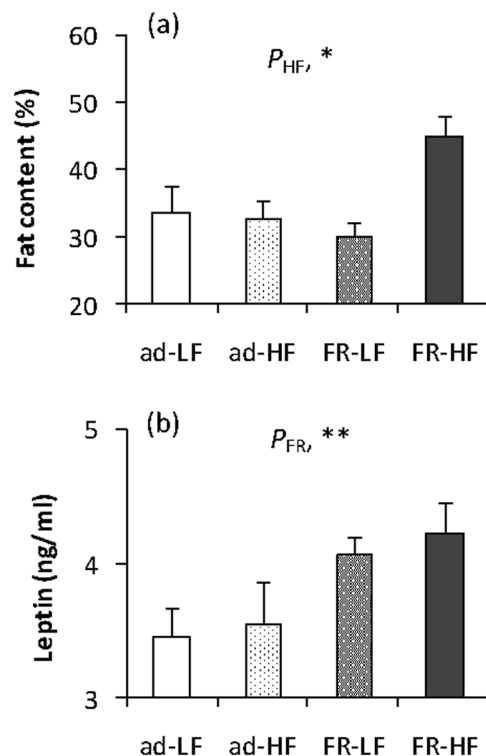 (a)
P_HF, *
Fat content (%)
60
50
40
30
20
ad-LF ad-HF FR-LF FR-HF
(b)
P_FR, **
Leptin (ng/ml)
5
4
3
ad-LF ad-HF FR-LF FR-HF